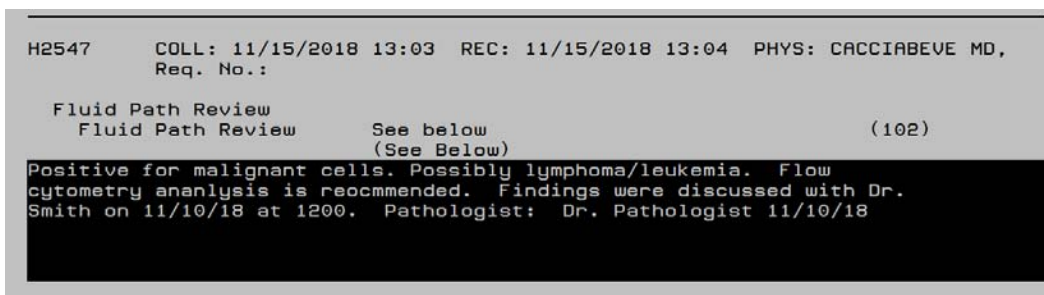 H2547 COLL: 11/15/2018 13:03 REC: 11/15/2018 13:04 PHYS: CACCIABEVE MD,
Req. No.:
Fluid Path Review
Fluid Path Review See below (102)
(See Below)
Positive for malignant cells. Possibly lymphoma/leukemia. Flow
cytometry ananlysis is reocmmended. Findings were discussed with Dr.
Smith on 11/10/18 at 1200. Pathologist: Dr. Pathologist 11/10/18